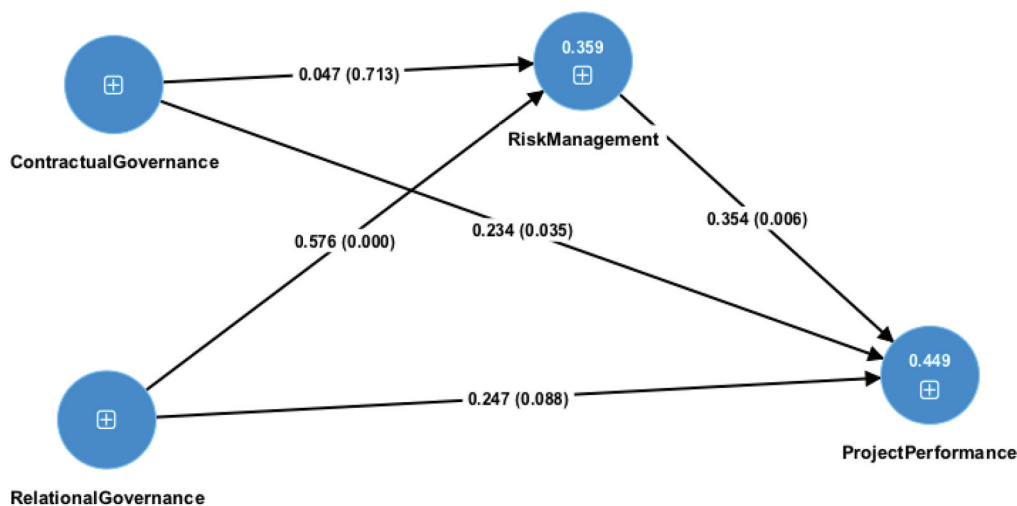 0.359
0.047 (0.713)
RiskManagement
ContractualGovernance
0.354 (0.006)
0.234 (0.035)
0.576 (0.000)
0.449
0.247 (0.088)
ProjectPerformance
RelationalGovernance